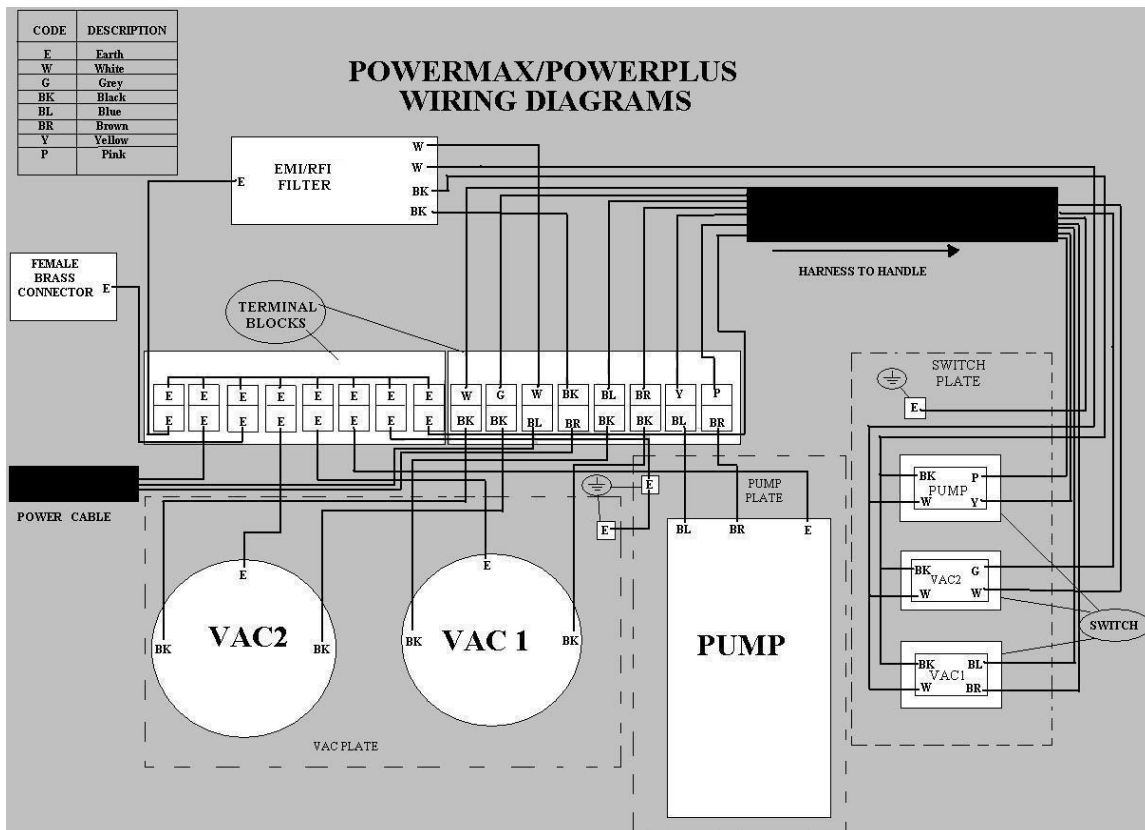 CODE DESCRIPTION
E Earth
W White
G Grey
BK Black
BL Blue
BR Brown
Y Yellow
P Pink
POWERMAX/POWERPLUS
WIRING DIAGRAMS
EMI/RFI
FILTER
E
W
W
BK
BK
FEMALE
BRASS
CONNECTOR
E
HARNESS TO HANDLE
TERMINAL
BLOCKS
E E E E E E E E W G W BK BL BR Y P
E E E E E E E E BK BK BL BR BK BK BL BR
POWER CABLE
SWITCH
PLATE
E
BK P
PUMP
W Y
BK G
VAC2
W W
BK BL
VAC1
W BR
SWITCH
PUMP
PLATE
E
E
BL BR E
PUMP
E
VAC2
BK BK
E
VAC 1
BK BK
VAC PLATE